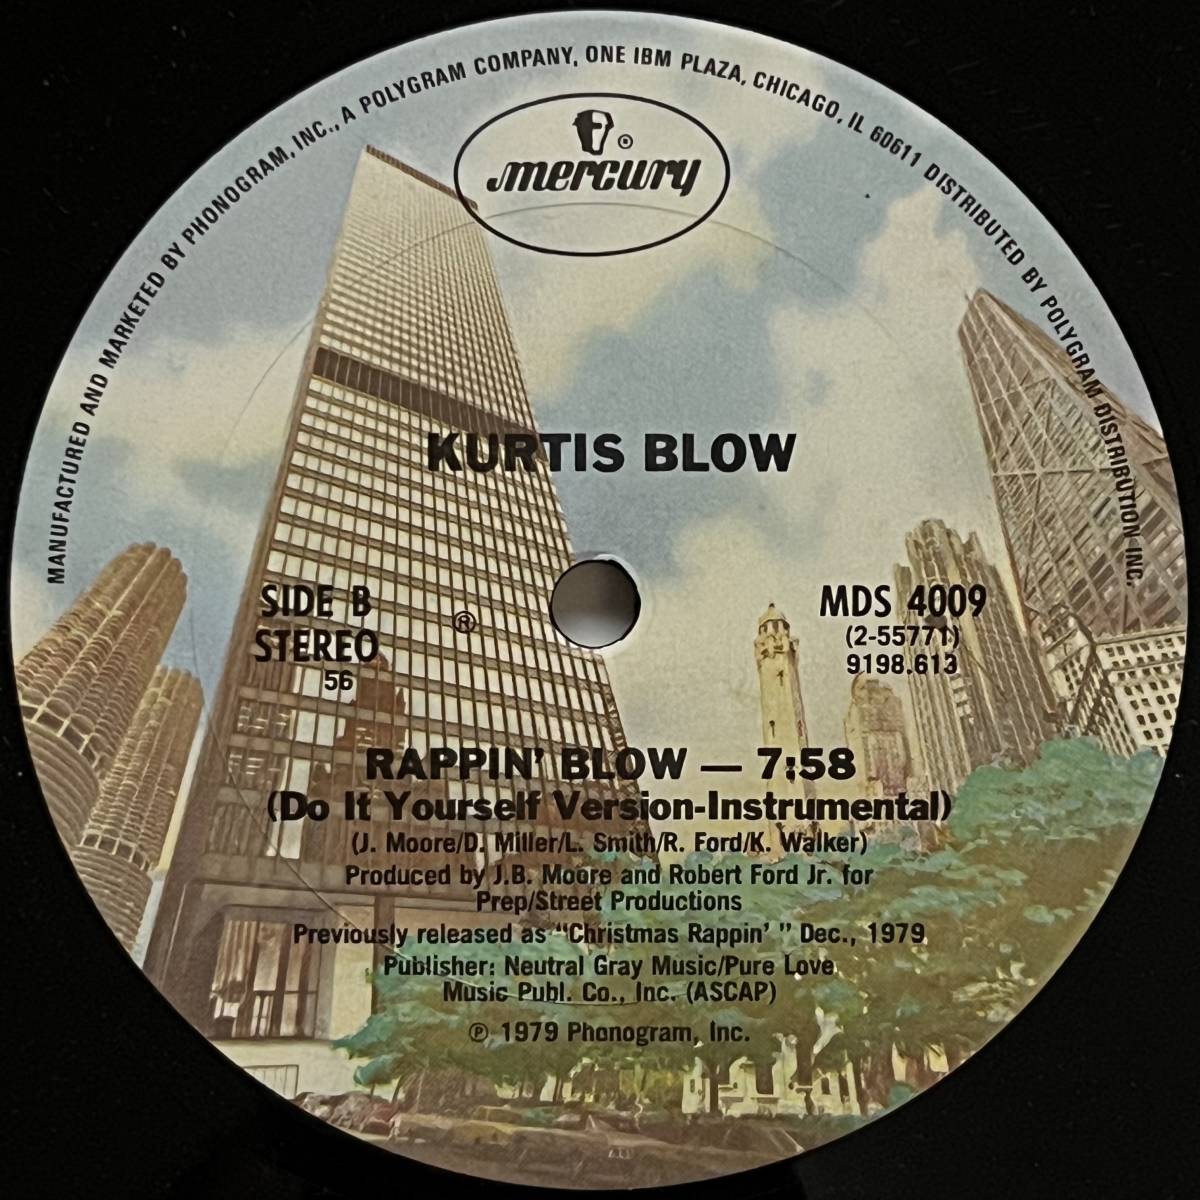 MANUFACTURED AND MARKETED BY PHONOGRAM, INC., A POLYGRAM COMPANY, ONE IBM PLAZA, CHICAGO, IL 60611 DISTRIBUTED BY POLYGRAM DISTRIBUTION INC.
®
mercury
KURTIS BLOW
SIDE B
STEREO
56
®
MDS 4009
(2-55771)
9198.613
RAPPIN' BLOW — 7:58
(Do It Yourself Version-Instrumental)
(J. Moore/D. Miller/L. Smith/R. Ford/K. Walker)
Produced by J.B. Moore and Robert Ford Jr. for
Prep/Street Productions
Previously released as "Christmas Rappin' " Dec., 1979
Publisher: Neutral Gray Music/Pure Love
Music Publ. Co., Inc. (ASCAP)
℗ 1979 Phonogram, Inc.